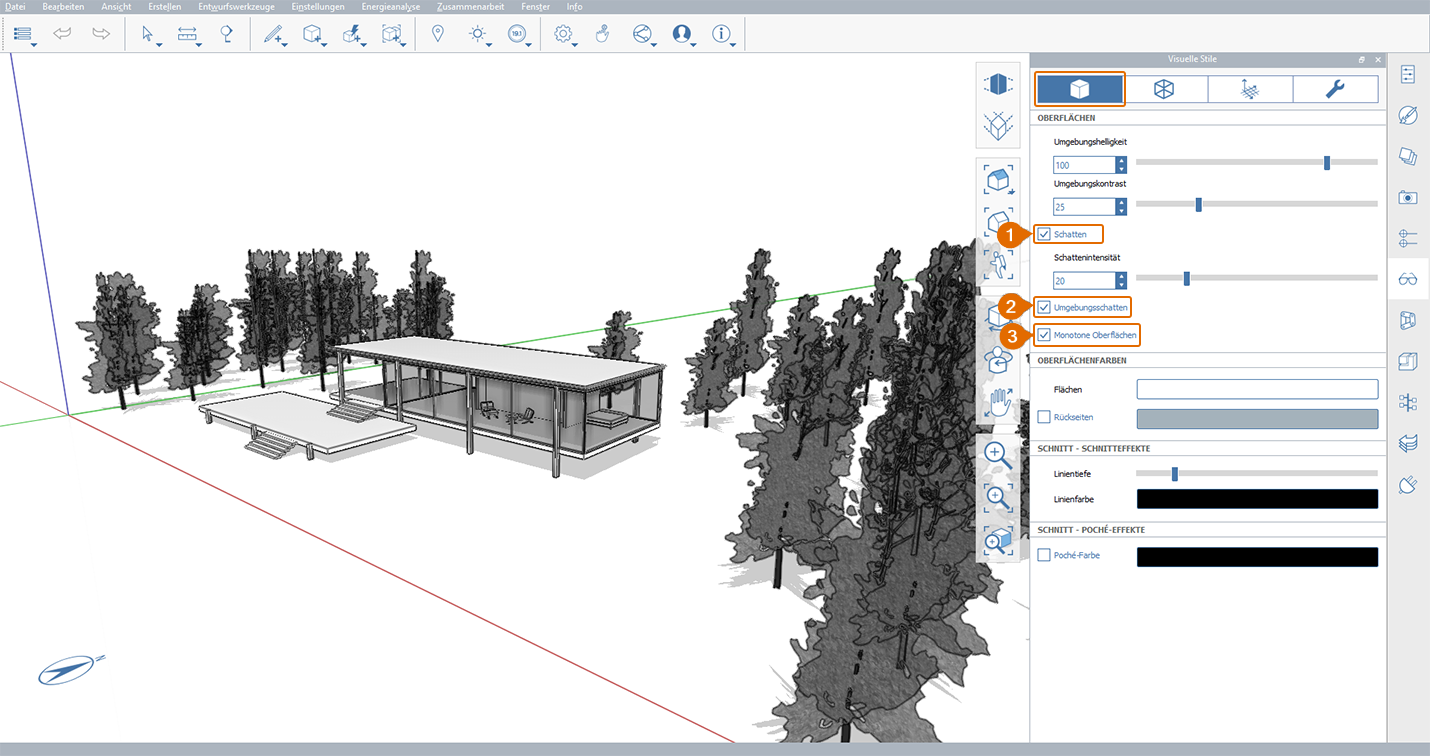 Datei Bearbeiten Ansicht Erstellen Entwurfswerkzeuge Einstellungen Energieanalyse Zusammenarbeit Fenster Info
19.1
Visuelle Stile
OBERFLÄCHEN
Umgebungshelligkeit
100
Umgebungskontrast
25
1 Schatten
Schattenintensität
20
2 Umgebungsschatten
3 Monotone Oberflächen
OBERFLÄCHENFARBEN
Flächen
Rückseiten
SCHNITT - SCHNITTEFFEKTE
Linientiefe
Linienfarbe
SCHNITT - POCHÉ-EFFEKTE
Poché-Farbe
N